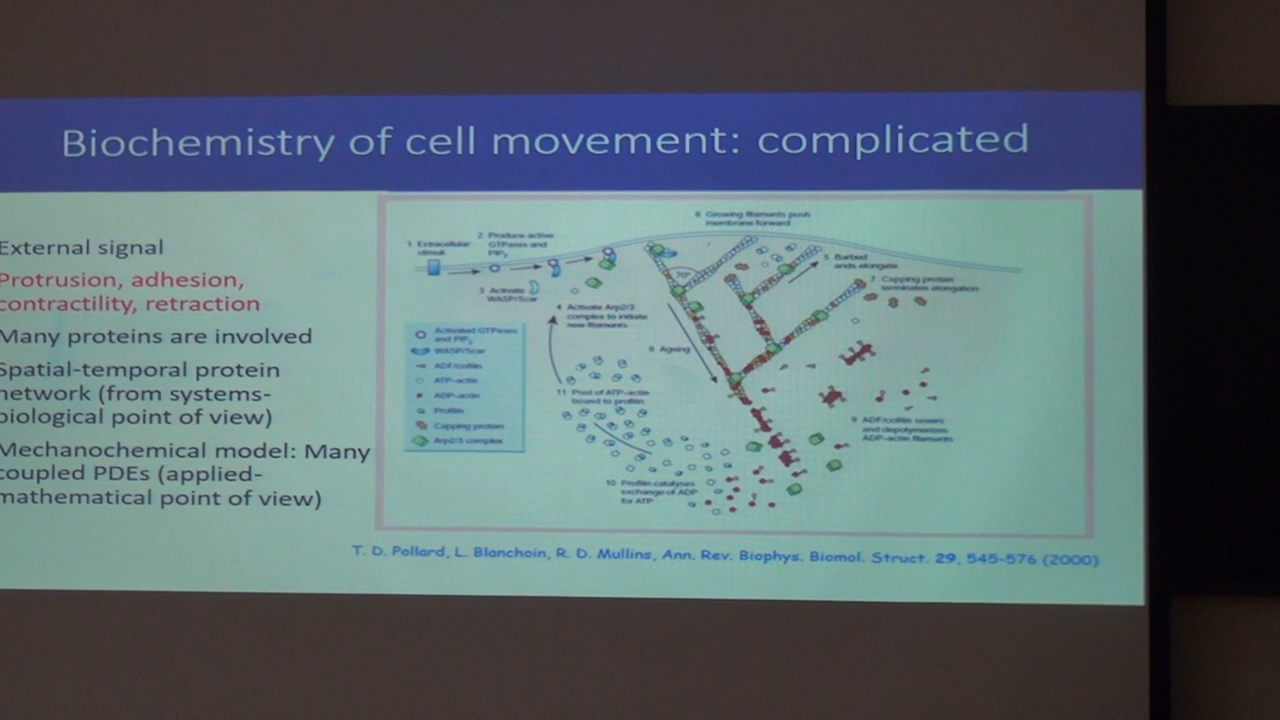 Biochemistry of cell movement: complicated
External signal
Protrusion, adhesion,
contractility, retraction
Many proteins are involved
Spatial-temporal protein
network (from systems-
biological point of view)
Mechanochemical model: Many
coupled PDEs (applied-
mathematical point of view)
1 Extracellular
stimuli
2 Produce active
GTPases and
PIP₂
3 Activate
WASP/Scar
4 Activate Arp2/3
complex to initiate
new filaments
5 Barbed
ends elongate
6 Growing filaments push
membrane forward
7 Capping protein
terminates elongation
70°
8 Ageing
9 ADF/cofilin severs
and depolymerizes
ADP-actin filaments
10 Profilin catalyses
exchange of ADP
for ATP
11 Pool of ATP-actin
bound to profilin
Activated GTPases
and PIP₂
WASP/Scar
ADF/cofilin
ATP-actin
ADP-actin
Profilin
Capping protein
Arp2/3 complex
T. D. Pollard, L. Blanchoin, R. D. Mullins, Ann. Rev. Biophys. Biomol. Struct. 29, 545-576 (2000)